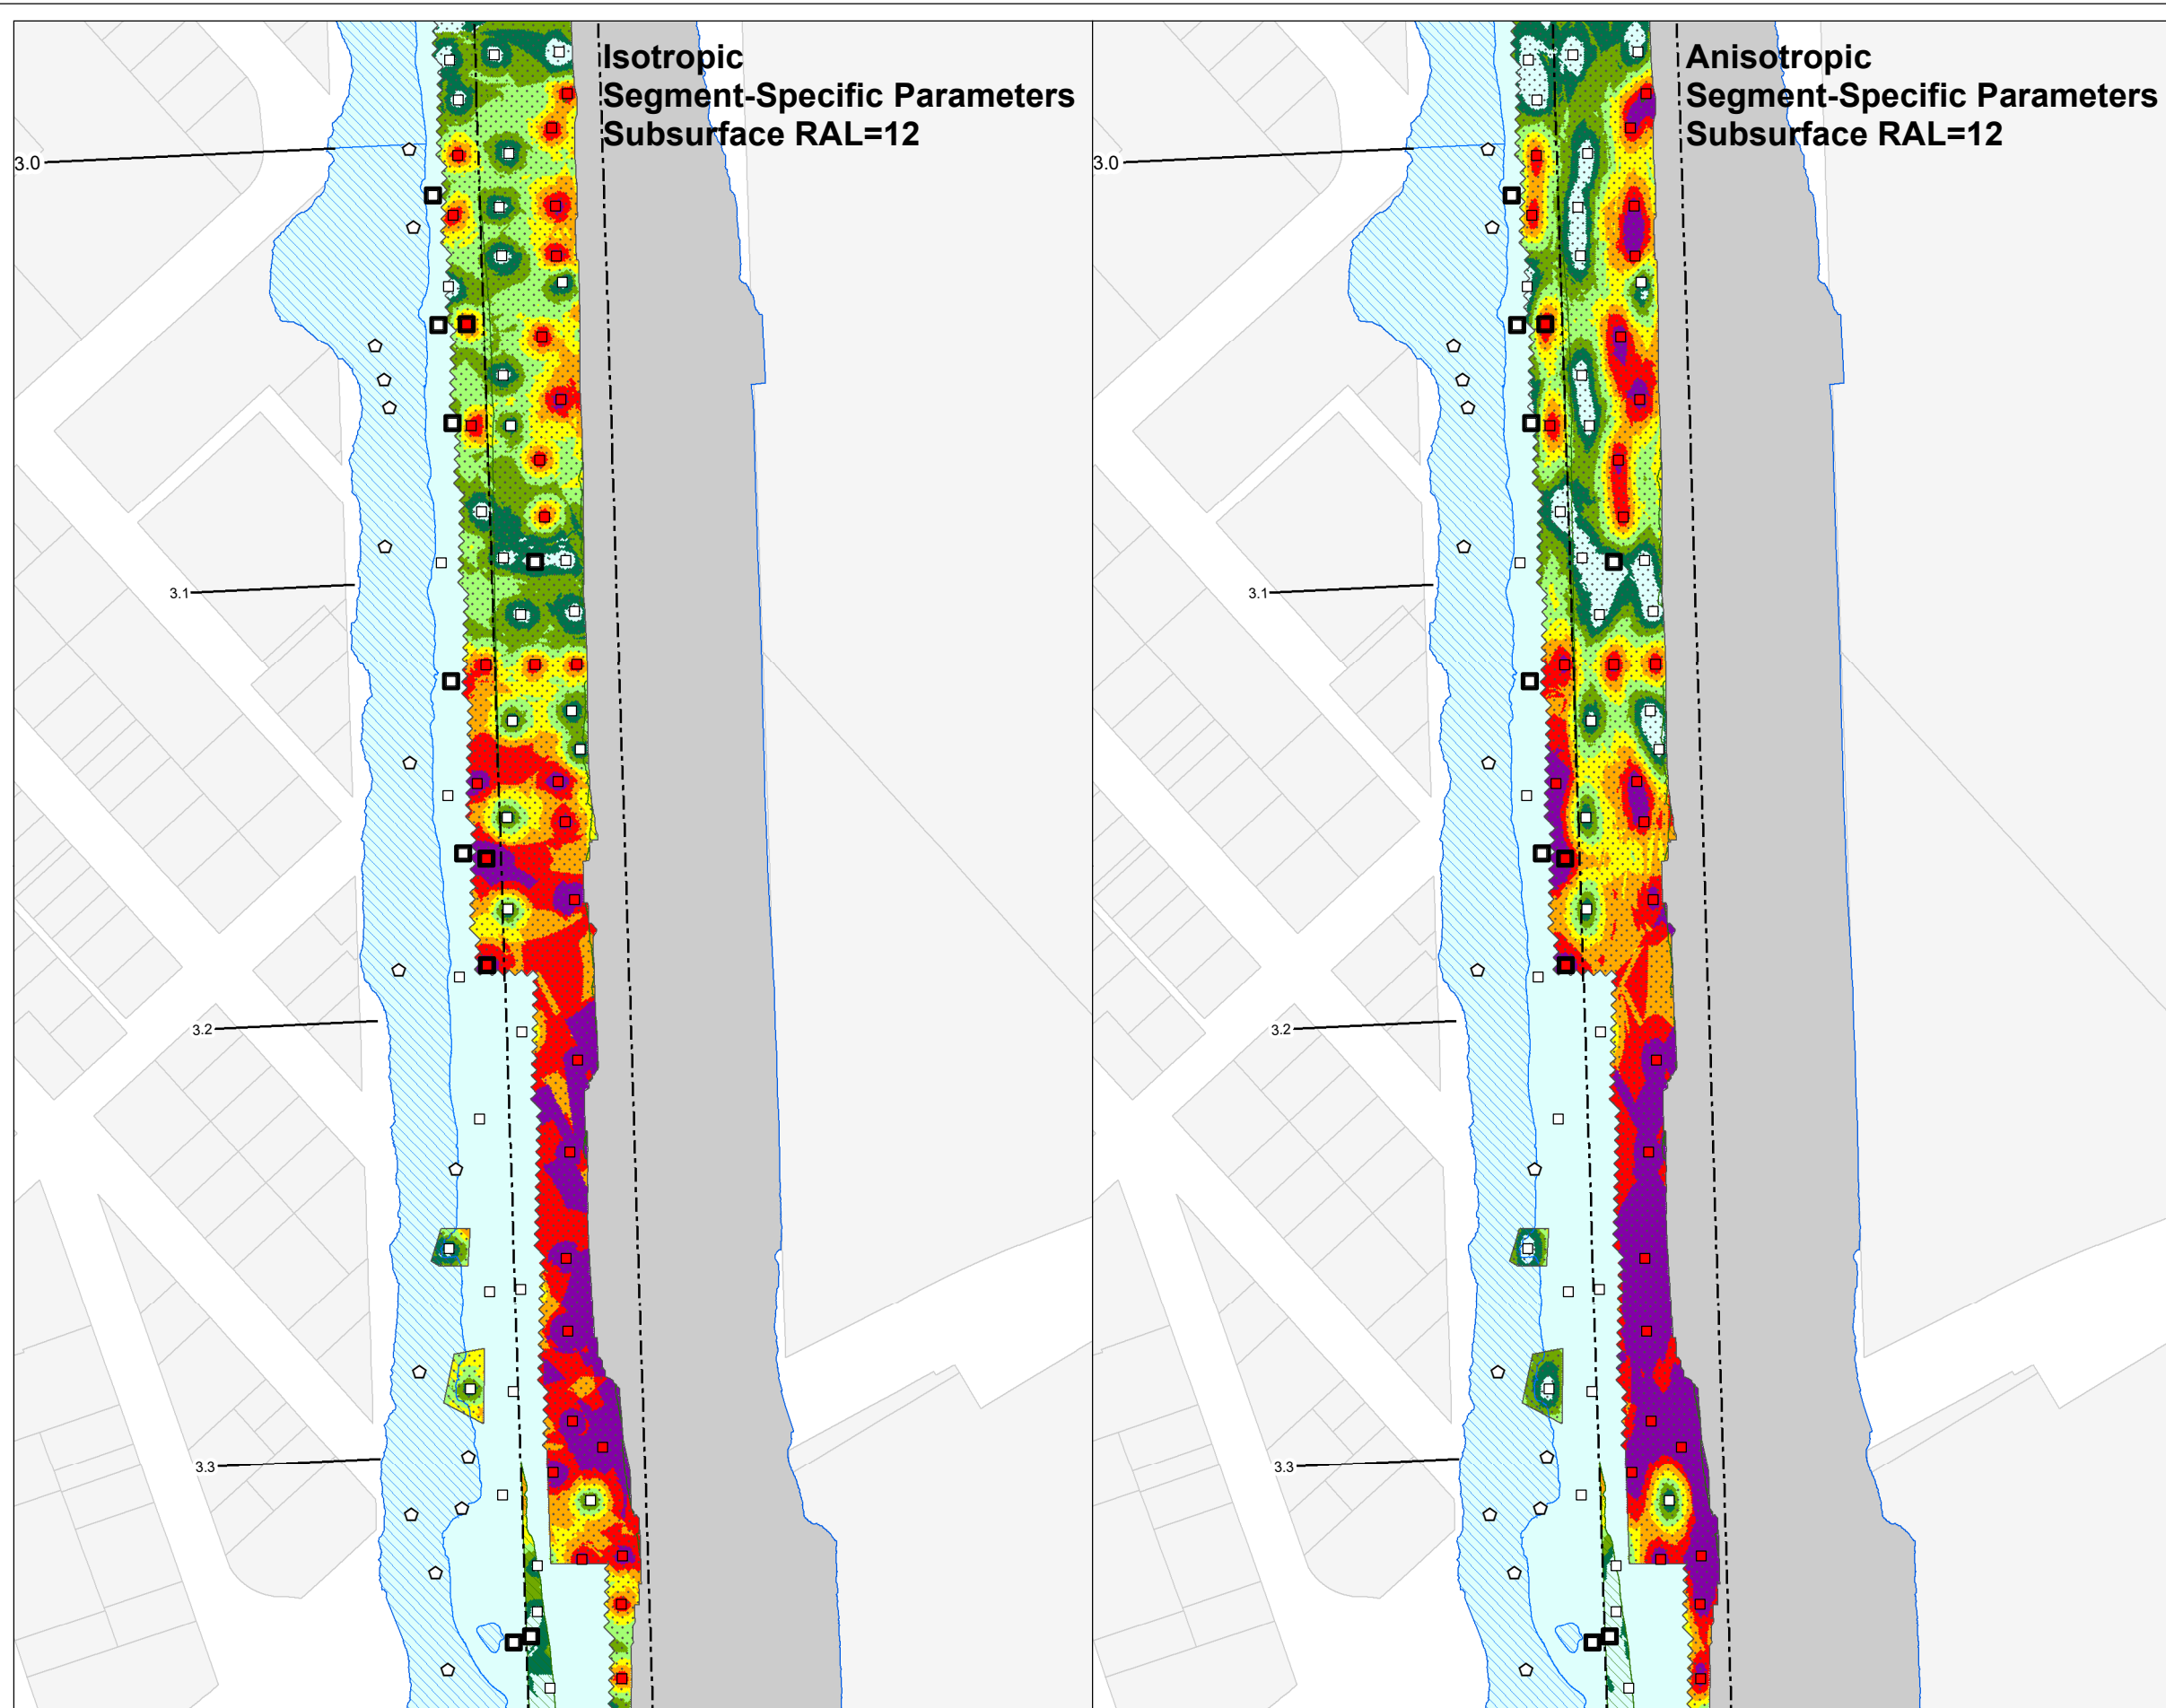 Isotropic
Segment-Specific Parameters
Subsurface RAL=12
3.0
3.1
3.2
3.3
Anisotropic
Segment-Specific Parameters
Subsurface RAL=12
3.0
3.1
3.2
3.3